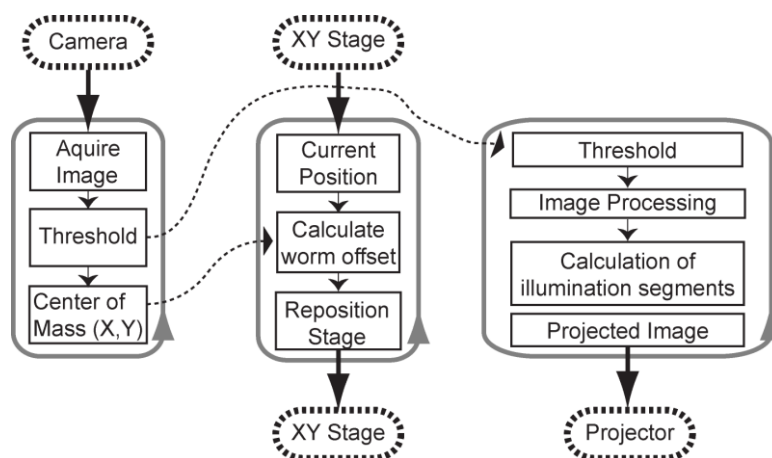 Camera
Aquire
Image
Threshold
Center of
Mass (X,Y)
XY Stage
Current
Position
Calculate
worm offset
Reposition
Stage
XY Stage
Threshold
Image Processing
Calculation of
illumination segments
Projected Image
Projector